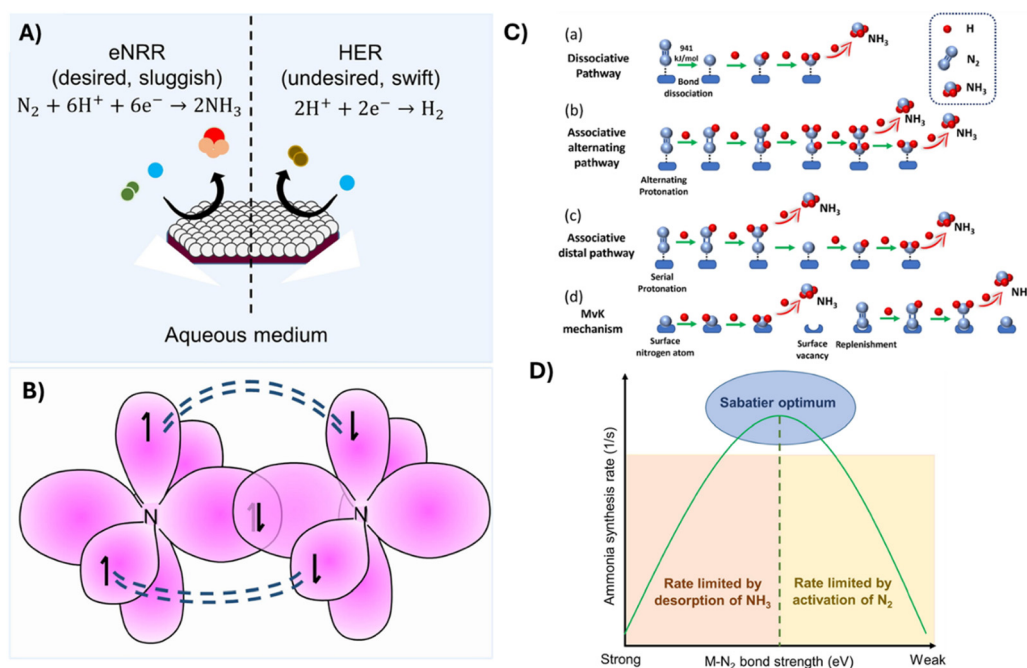 A)
eNRR
(desired, sluggish)
N₂ + 6H⁺ + 6e⁻ → 2NH₃
HER
(undesired, swift)
2H⁺ + 2e⁻ → H₂
Aqueous medium
B)
N
N
C)
H
N₂
NH₃
(a)
Dissociative
Pathway
941
kJ/mol
Bond
dissociation
NH₃
(b)
Associative
alternating
pathway
Alternating
Protonation
NH₃
NH₃
(c)
Associative
distal pathway
Serial
Protonation
NH₃
NH₃
(d)
MvK
mechanism
Surface
nitrogen atom
NH₃
Surface
vacancy
Replenishment
NH
D)
Ammonia synthesis rate (1/s)
Sabatier optimum
Rate limited by
desorption of NH₃
Rate limited by
activation of N₂
Strong
M-N₂ bond strength (eV)
Weak